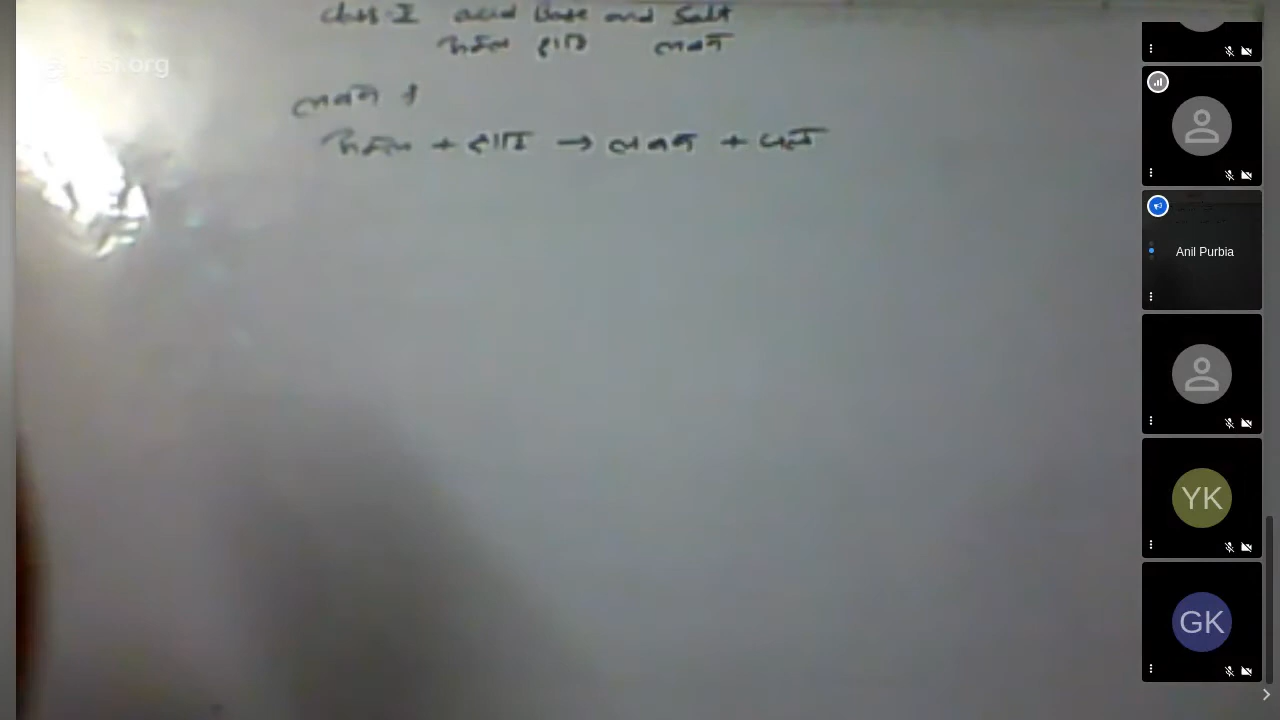 Class-X acid Base and Salt
अम्ल क्षार लवण
लवण :
अम्ल + क्षार → लवण + जल
Anil Purbia
YK
GK